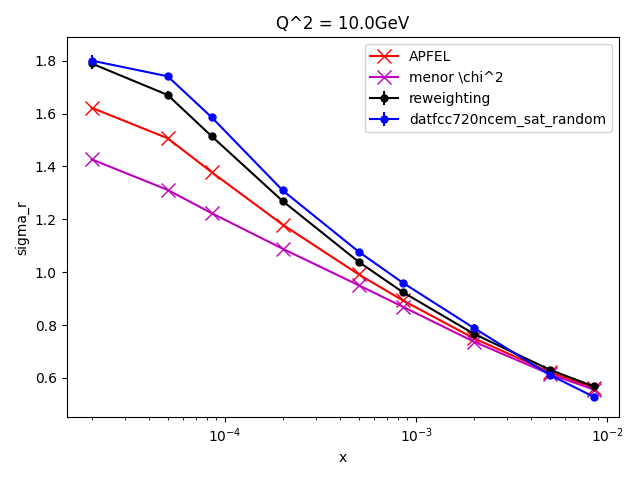 Q^2 = 10.0GeV
APFEL
menor \chi^2
reweighting
datfcc720ncem_sat_random
sigma_r
1.8
1.6
1.4
1.2
1.0
0.8
0.6
10^{-4}
10^{-3}
10^{-2}
x